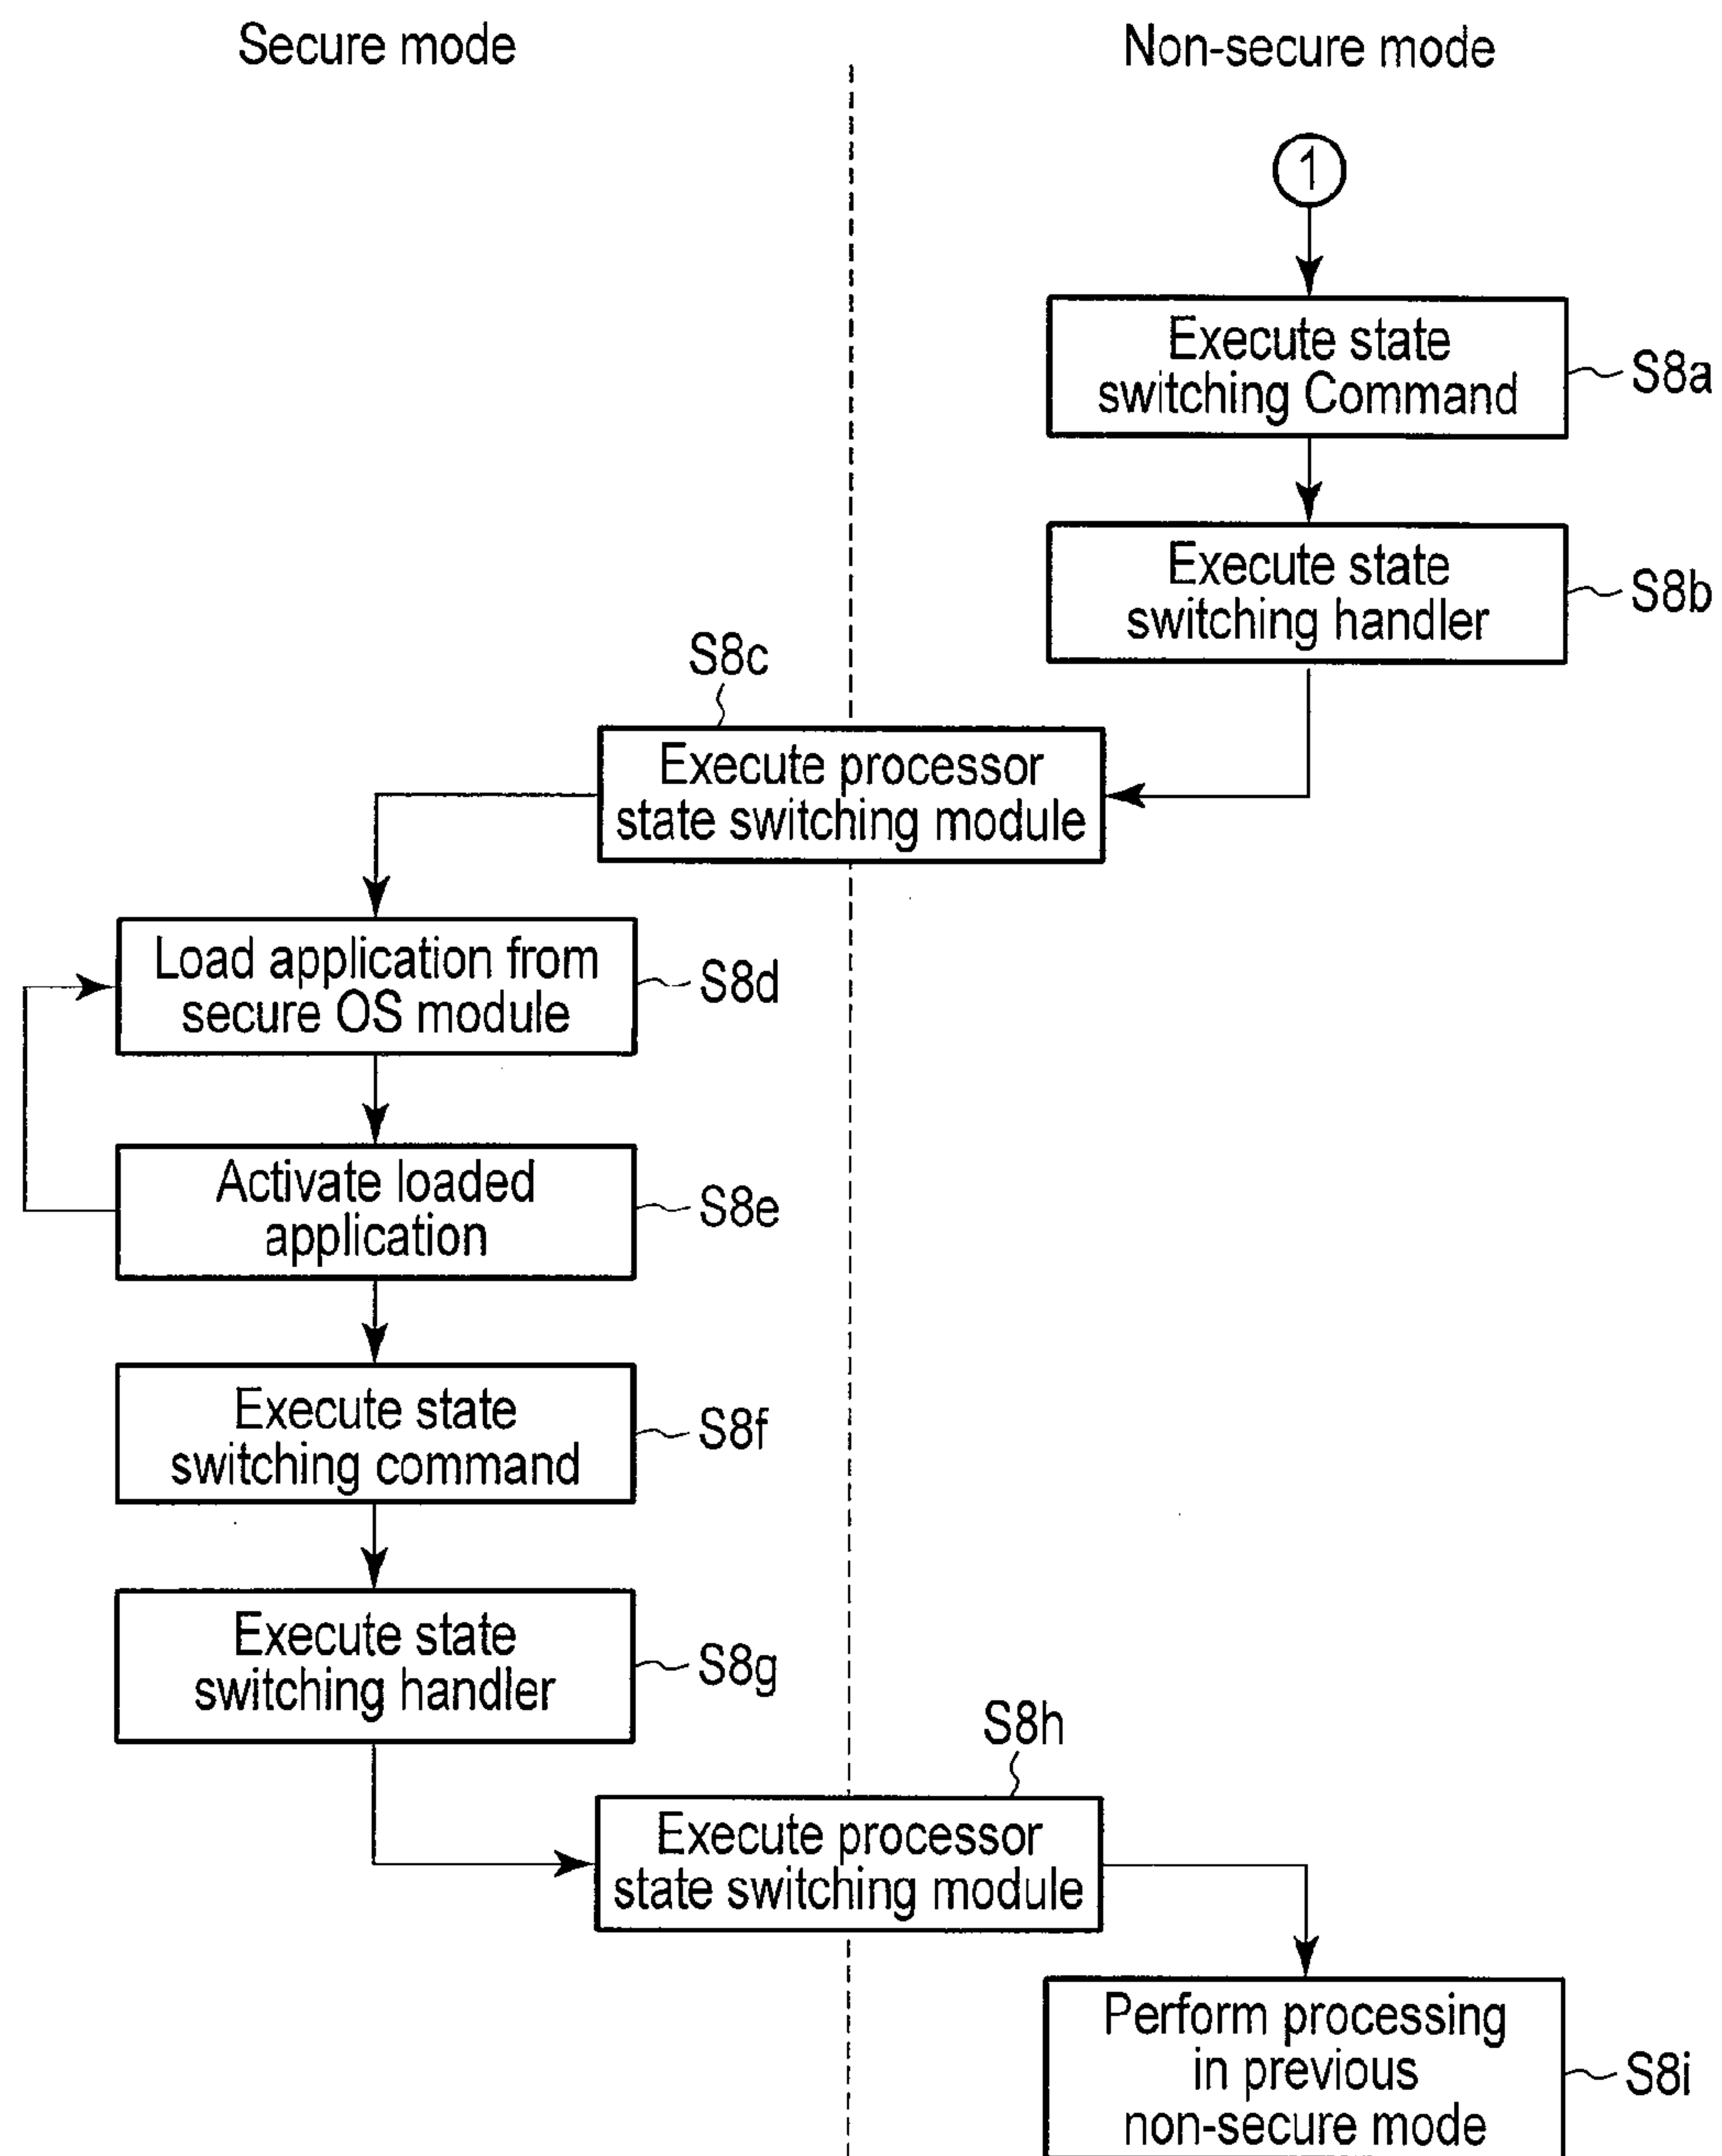 Secure mode
Non-secure mode
1
Execute state
switching Command
S8a
Execute state
switching handler
S8b
S8c
Execute processor
state switching module
Load application from
secure OS module
S8d
Activate loaded
application
S8e
Execute state
switching command
S8f
Execute state
switching handler
S8g
S8h
Execute processor
state switching module
Perform processing
in previous
non-secure mode
S8i